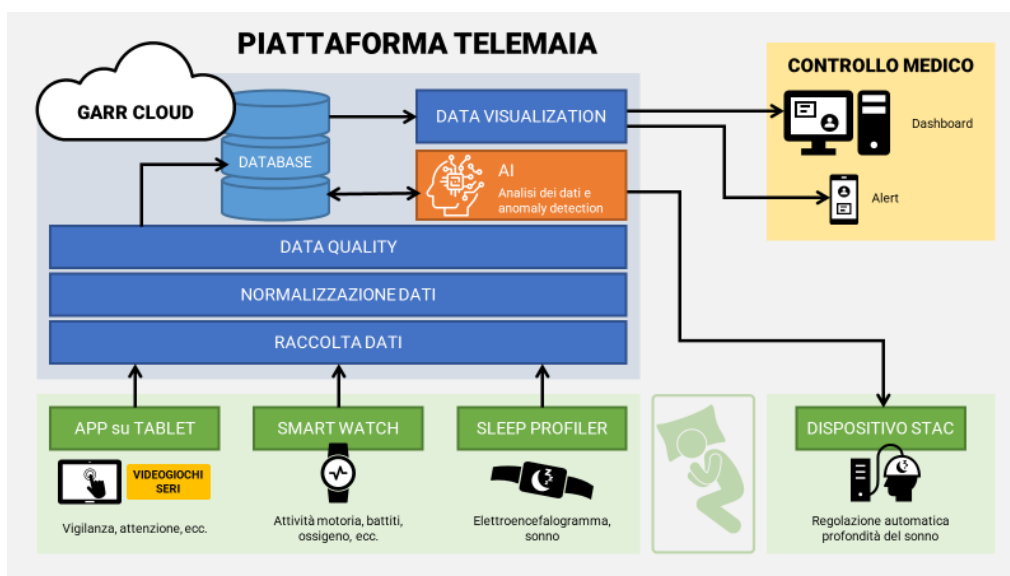 PIATTAFORMA TELEMAIA
GARR CLOUD
DATABASE
DATA VISUALIZATION
AI
Analisi dei dati e
anomaly detection
DATA QUALITY
NORMALIZZAZIONE DATI
RACCOLTA DATI
CONTROLLO MEDICO
Dashboard
Alert
APP su TABLET
VIDEOGIOCHI
SERI
Vigilanza, attenzione, ecc.
SMART WATCH
Attività motoria, battiti,
ossigeno, ecc.
SLEEP PROFILER
Elettroencefalogramma,
sonno
DISPOSITIVO STAC
Regolazione automatica
profondità del sonno